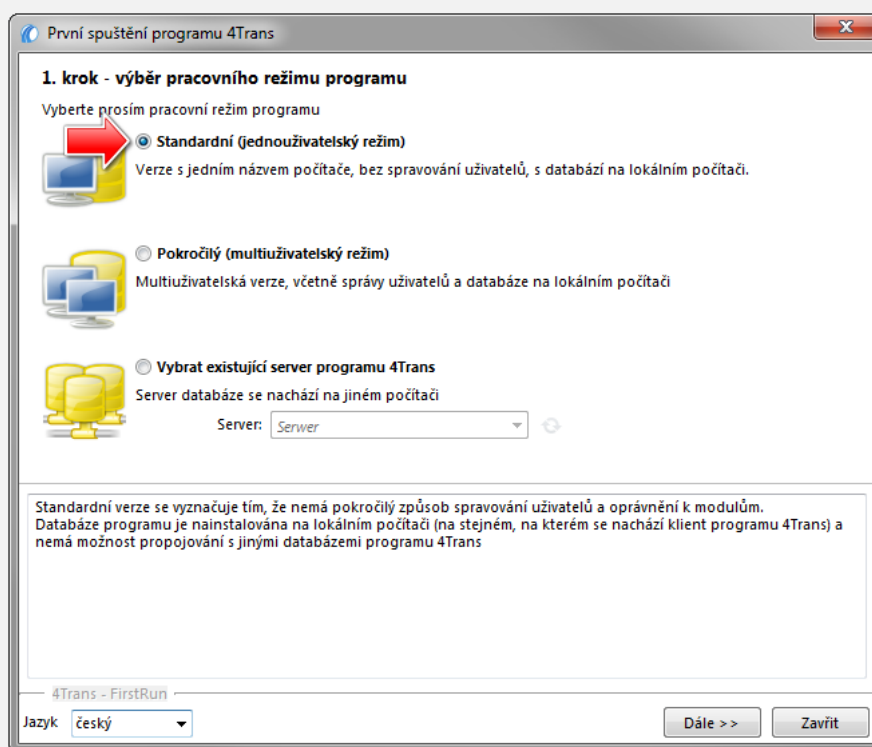 První spuštění programu 4Trans
1. krok - výběr pracovního režimu programu
Vyberte prosím pracovní režim programu
Standardní (jednouživatelský režim)
Verze s jedním názvem počítače, bez spravování uživatelů, s databází na lokálním počítači.
Pokročilý (multiuživatelský režim)
Multiuživatelská verze, včetně správy uživatelů a databáze na lokálním počítači
Vybrat existující server programu 4Trans
Server databáze se nachází na jiném počítači
Server: Serwer
Standardní verze se vyznačuje tím, že nemá pokročilý způsob spravování uživatelů a oprávnění k modulům.
Databáze programu je nainstalována na lokálním počítači (na stejném, na kterém se nachází klient programu 4Trans) a
nemá možnost propojování s jinými databázemi programu 4Trans
4Trans - FirstRun
Jazyk český Dále >> Zavřit